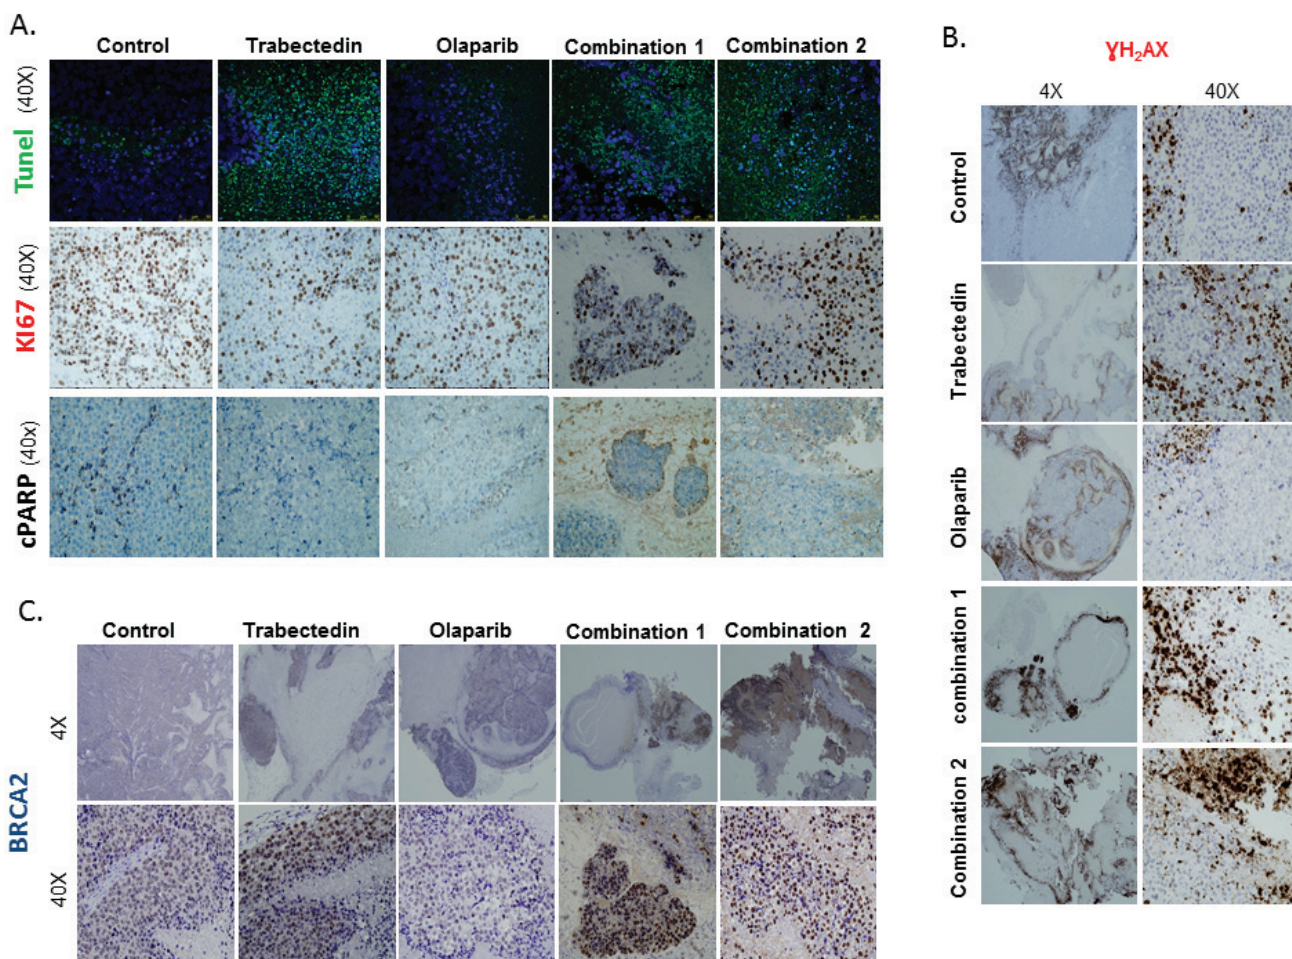 A.
Control Trabectedin Olaparib Combination 1 Combination 2
Tunel (40X)
KI67 (40X)
cPARP (40x)
B.
ɣH₂AX
4X 40X
Control
Trabectedin
Olaparib
combination 1
Combination 2
C.
Control Trabectedin Olaparib Combination 1 Combination 2
BRCA2
4X
40X